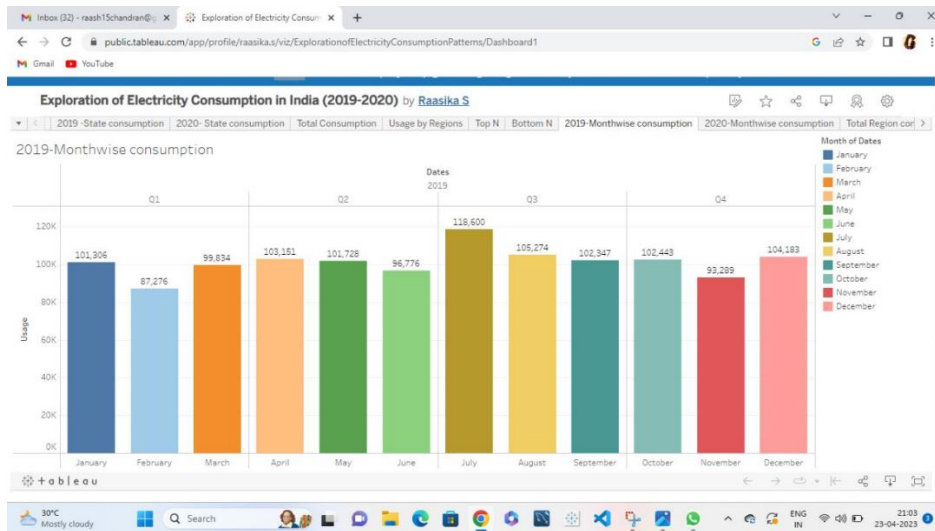 Inbox (32) - raash15chandran@g
Exploration of Electricity Consum
public.tableau.com/app/profile/raasika.s/viz/ExplorationofElectricityConsumptionPatterns/Dashboard1
Gmail YouTube
Exploration of Electricity Consumption in India (2019-2020) by Raasika S
2019 -State consumption 2020- State consumption Total Consumption Usage by Regions Top N Bottom N 2019-Monthwise consumption 2020-Monthwise consumption Total Region con
2019-Monthwise consumption
Dates
2019
Q1 Q2 Q3 Q4
120K
100K
80K
60K
40K
20K
0K
Usage
101,306 87,276 99,834 103,151 101,728 96,776 118,600 105,274 102,347 102,443 93,289 104,183
January February March April May June July August September October November December
Month of Dates
January
February
March
April
May
June
July
August
September
October
November
December
+ableau
30°C
Mostly cloudy
Search
ENG
IN
21:03
23-04-2023